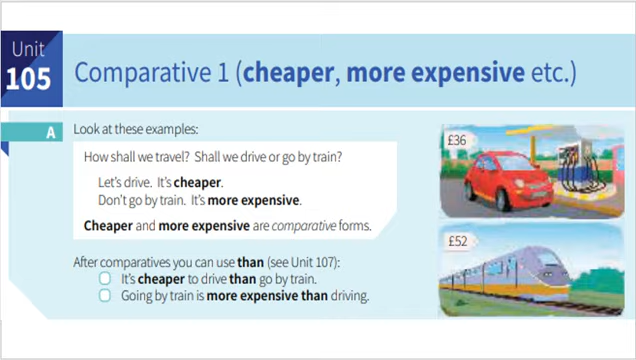 Unit
105
Comparative 1 (cheaper, more expensive etc.)
A
Look at these examples:
How shall we travel? Shall we drive or go by train?
Let's drive. It's cheaper.
Don't go by train. It's more expensive.
Cheaper and more expensive are comparative forms.
After comparatives you can use than (see Unit 107):
It's cheaper to drive than go by train.
Going by train is more expensive than driving.
£36
£52